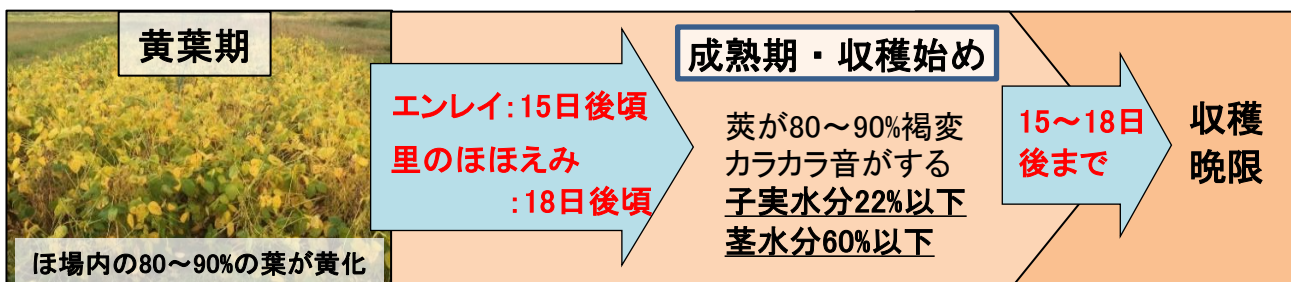 黄葉期
ほ場内の80～90%の葉が黄化
エンレイ：15日後頃
里のほほえみ
：18日後頃
成熟期・収穫始め
莢が80～90%褐変
カラカラ音がする
子実水分22%以下
茎水分60%以下
15～18日
後まで
収穫
晩限